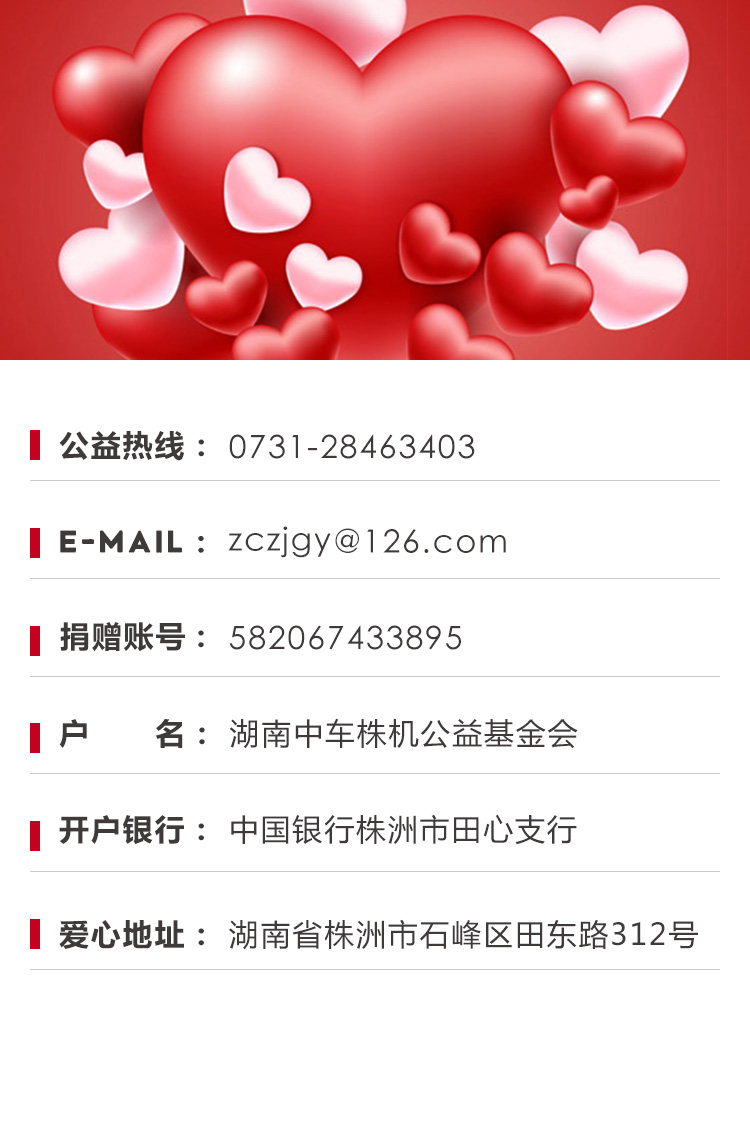 公益热线： 0731-28463403
E-MAIL： zczjgy@126.com
捐赠账号： 582067433895
户　　名： 湖南中车株机公益基金会
开户银行： 中国银行株洲市田心支行
爱心地址： 湖南省株洲市石峰区田东路312号